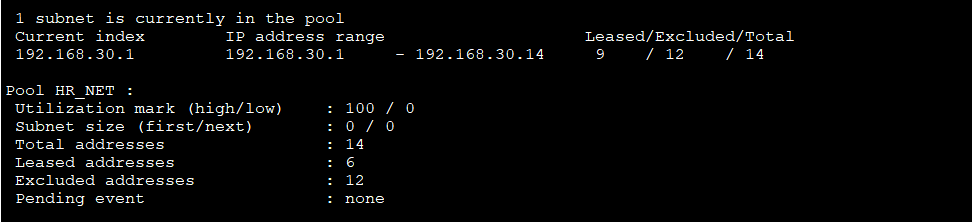 1 subnet is currently in the pool
Current index IP address range Leased/Excluded/Total
192.168.30.1 192.168.30.1 - 192.168.30.14 9 / 12 / 14
Pool HR_NET :
Utilization mark (high/low) : 100 / 0
Subnet size (first/next) : 0 / 0
Total addresses : 14
Leased addresses : 6
Excluded addresses : 12
Pending event : none